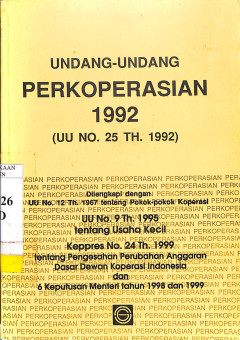 UNDANG-UNDANG
PERKOPERASIAN
1992
(UU NO. 25 TH. 1992)
Dilengkapi dengan
UU No. 12 Th. 1967 tentang Pokok-pokok Koperasi
UU No. 9 Th. 1995
tentang Usaha Kecil
Keppres No. 24 Th. 1999
tentang Pengesahan Perubahan Anggaran
Dasar Dewan Koperasi Indonesia
dan
6 Keputusan Menteri tahun 1998 dan 1999